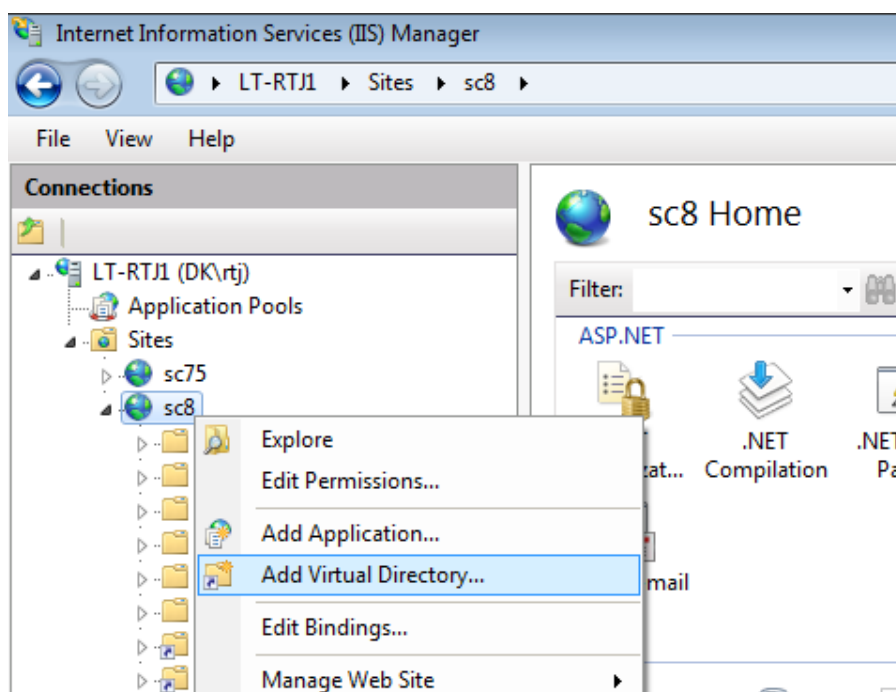 Internet Information Services (IIS) Manager
LT-RTJ1 Sites sc8
File View Help
Connections
LT-RTJ1 (DK\rtj)
Application Pools
Sites
sc75
sc8
Explore
Edit Permissions...
Add Application...
Add Virtual Directory...
Edit Bindings...
Manage Web Site
sc8 Home
Filter:
ASP.NET
.NET
Compilation
.NET
mail